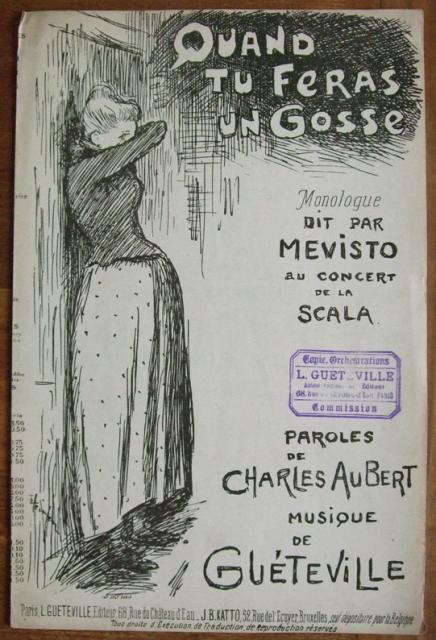 QUAND
TU FERAS
UN GOSSE
Monologue
DIT PAR
MEVISTO
AU CONCERT
DE LA
SCALA
Copie, Orchestrations
L. GUETEVILLE
68, PARIS
Commission
PAROLES
DE
CHARLES AUBERT
MUSIQUE
DE
GUÉTEVILLE
Paris, L. GUETEVILLE, Editeur, 68, Rue du Château d'Eau _ J.B. KATTO, 52, Rue de l'Ecuyer, Bruxelles, seul dépositaire pour la Belgique
Tous droits d'Exécution, de Traduction, de Reproduction réservés